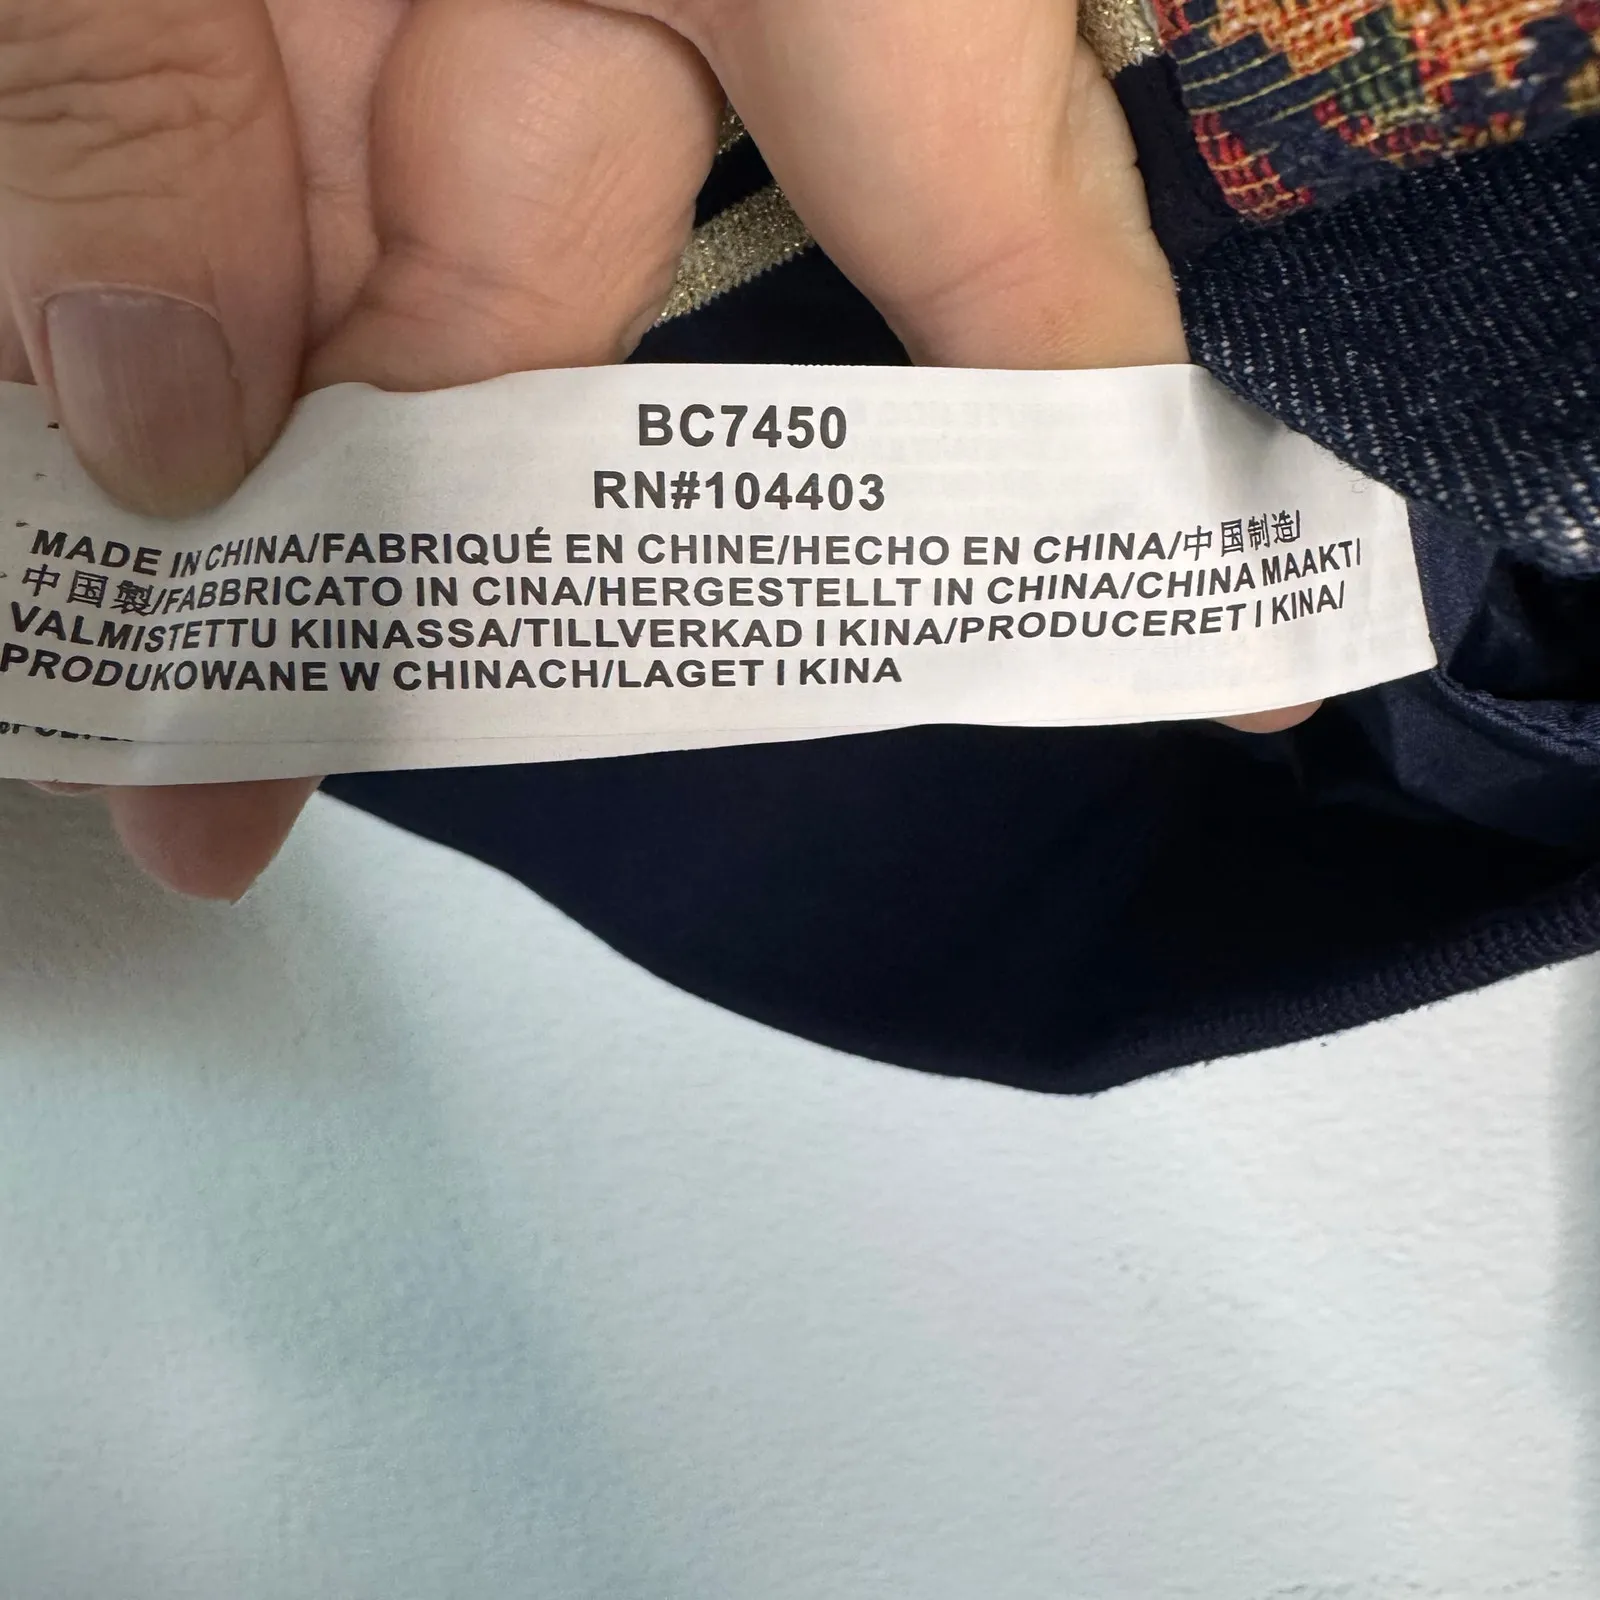 BC7450
RN#104403
MADE IN CHINA/FABRIQUÉ EN CHINE/HECHO EN CHINA/中国制造/
中国製/FABBRICATO IN CINA/HERGESTELLT IN CHINA/CHINA MAAKT/
VALMISTETTU KIINASSA/TILLVERKAD I KINA/PRODUCERET I KINA/
PRODUKOWANE W CHINACH/LAGET I KINA